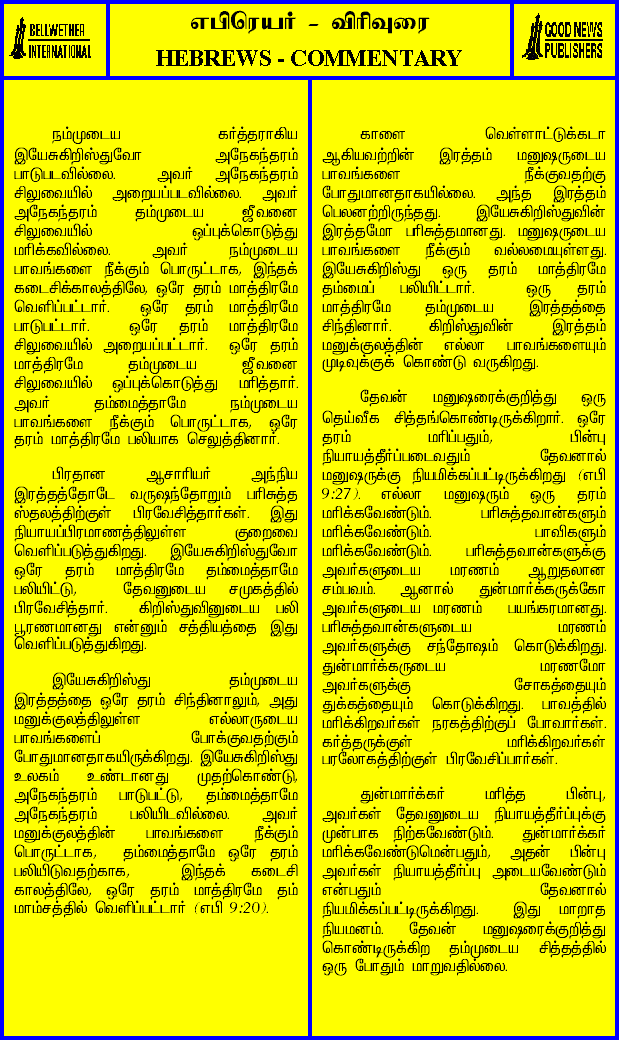 BELLWETHER
INTERNATIONAL
எபிரெயர் - விரிவுரை
HEBREWS - COMMENTARY
GOOD NEWS
PUBLISHERS
நம்முடைய கர்த்தராகிய
இயேசுகிறிஸ்துவோ அநேகந்தரம்
பாடுபடவில்லை. அவர் அநேகந்தரம்
சிலுவையில் அறையப்படவில்லை. அவர்
அநேகந்தரம் தம்முடைய ஜீவனை
சிலுவையில் ஒப்புக்கொடுத்து
மரிக்கவில்லை. அவர் நம்முடைய
பாவங்களை நீக்கும் பொருட்டாக, இந்தக்
கடைசிக்காலத்திலே, ஒரே தரம் மாத்திரமே
வெளிப்பட்டார். ஒரே தரம் மாத்திரமே
பாடுபட்டார். ஒரே தரம் மாத்திரமே
சிலுவையில் அறையப்பட்டார். ஒரே தரம்
மாத்திரமே தம்முடைய ஜீவனை
சிலுவையில் ஒப்புக்கொடுத்து மரித்தார்.
அவர் தம்மைத்தாமே நம்முடைய
பாவங்களை நீக்கும் பொருட்டாக, ஒரே
தரம் மாத்திரமே பலியாக செலுத்தினார்.
பிரதான ஆசாரியர் அந்நிய
இரத்தத்தோடே வருஷந்தோறும் பரிசுத்த
ஸ்தலத்திற்குள் பிரவேசித்தார்கள். இது
நியாயப்பிரமாணத்திலுள்ள குறைவை
வெளிப்படுத்துகிறது. இயேசுகிறிஸ்துவோ
ஒரே தரம் மாத்திரமே தம்மைத்தாமே
பலியிட்டு, தேவனுடைய சமுகத்தில்
பிரவேசித்தார். கிறிஸ்துவினுடைய பலி
பூரணமானது என்னும் சத்தியத்தை இது
வெளிப்படுத்துகிறது.
இயேசுகிறிஸ்து தம்முடைய
இரத்தத்தை ஒரே தரம் சிந்தினாலும், அது
மனுக்குலத்திலுள்ள எல்லாருடைய
பாவங்களைப் போக்குவதற்கும்
போதுமானதாகயிருக்கிறது. இயேசுகிறிஸ்து
உலகம் உண்டானது முதற்கொண்டு,
அநேகந்தரம் பாடுபட்டு, தம்மைத்தாமே
அநேகந்தரம் பலியிடவில்லை. அவர்
மனுக்குலத்தின் பாவங்களை நீக்கும்
பொருட்டாக, தம்மைத்தாமே ஒரே தரம்
பலியிடுவதற்காக, இந்தக் கடைசி
காலத்திலே, ஒரே தரம் மாத்திரமே தம்
மாம்சத்தில் வெளிப்பட்டார் (எபி 9:20).
காளை வெள்ளாட்டுக்கடா
ஆகியவற்றின் இரத்தம் மனுஷருடைய
பாவங்களை நீக்குவதற்கு
போதுமானதாகயில்லை. அந்த இரத்தம்
பெலனற்றிருந்தது. இயேசுகிறிஸ்துவின்
இரத்தமோ பரிசுத்தமானது. மனுஷருடைய
பாவங்களை நீக்கும் வல்லமையுள்ளது.
இயேசுகிறிஸ்து ஒரு தரம் மாத்திரமே
தம்மைப் பலியிட்டார். ஒரு தரம்
மாத்திரமே தம்முடைய இரத்தத்தை
சிந்தினார். கிறிஸ்துவின் இரத்தம்
மனுக்குலத்தின் எல்லா பாவங்களையும்
முடிவுக்குக் கொண்டு வருகிறது.
தேவன் மனுஷரைக்குறித்து ஒரு
தெய்வீக சித்தங்கொண்டிருக்கிறார். ஒரே
தரம் மரிப்பதும், பின்பு
நியாயத்தீர்ப்படைவதும் தேவனால்
மனுஷருக்கு நியமிக்கப்பட்டிருக்கிறது (எபி
9:27). எல்லா மனுஷரும் ஒரு தரம்
மரிக்கவேண்டும். பரிசுத்தவான்களும்
மரிக்கவேண்டும். பாவிகளும்
மரிக்கவேண்டும். பரிசுத்தவான்களுக்கு
அவர்களுடைய மரணம் ஆறுதலான
சம்பவம். ஆனால் துன்மார்க்கருக்கோ
அவர்களுடைய மரணம் பயங்கரமானது.
பரிசுத்தவான்களுடைய மரணம்
அவர்களுக்கு சந்தோஷம் கொடுக்கிறது.
துன்மார்க்கருடைய மரணமோ
அவர்களுக்கு சோகத்தையும்
துக்கத்தையும் கொடுக்கிறது. பாவத்தில்
மரிக்கிறவர்கள் நரகத்திற்குப் போவார்கள்.
கர்த்தருக்குள் மரிக்கிறவர்கள்
பரலோகத்திற்குள் பிரவேசிப்பார்கள்.
துன்மார்க்கர் மரித்த பின்பு,
அவர்கள் தேவனுடைய நியாயத்தீர்ப்புக்கு
முன்பாக நிற்கவேண்டும். துன்மார்க்கர்
மரிக்கவேண்டுமென்பதும், அதன் பின்பு
அவர்கள் நியாயத்தீர்ப்பு அடையவேண்டும்
என்பதும் தேவனால்
நியமிக்கப்பட்டிருக்கிறது. இது மாறாத
நியமனம். தேவன் மனுஷரைக்குறித்து
கொண்டிருக்கிற தம்முடைய சித்தத்தில்
ஒரு போதும் மாறுவதில்லை.